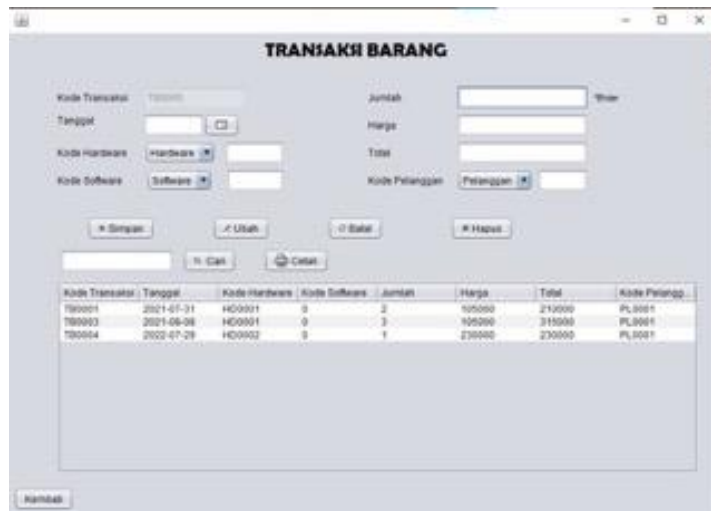 TRANSAKSI BARANG
Kode Transaksi
Jumlah
Tanggal
Harga
Kode Hardware Hardware
Total
Kode Software Software
Kode Pelanggan Pelanggan
Simpan Ubah Batal Hapus
Cari Cetak
Kode Transaksi Tanggal Kode Hardware Kode Software Jumlah Harga Total Kode Pelangg...
TB0001 2021-07-31 HD0001 0 2 105000 210000 PL0001
TB0003 2021-08-08 HD0001 0 3 105000 315000 PL0001
TB0004 2022-07-28 HD0002 0 1 230000 230000 PL0001
Kembali